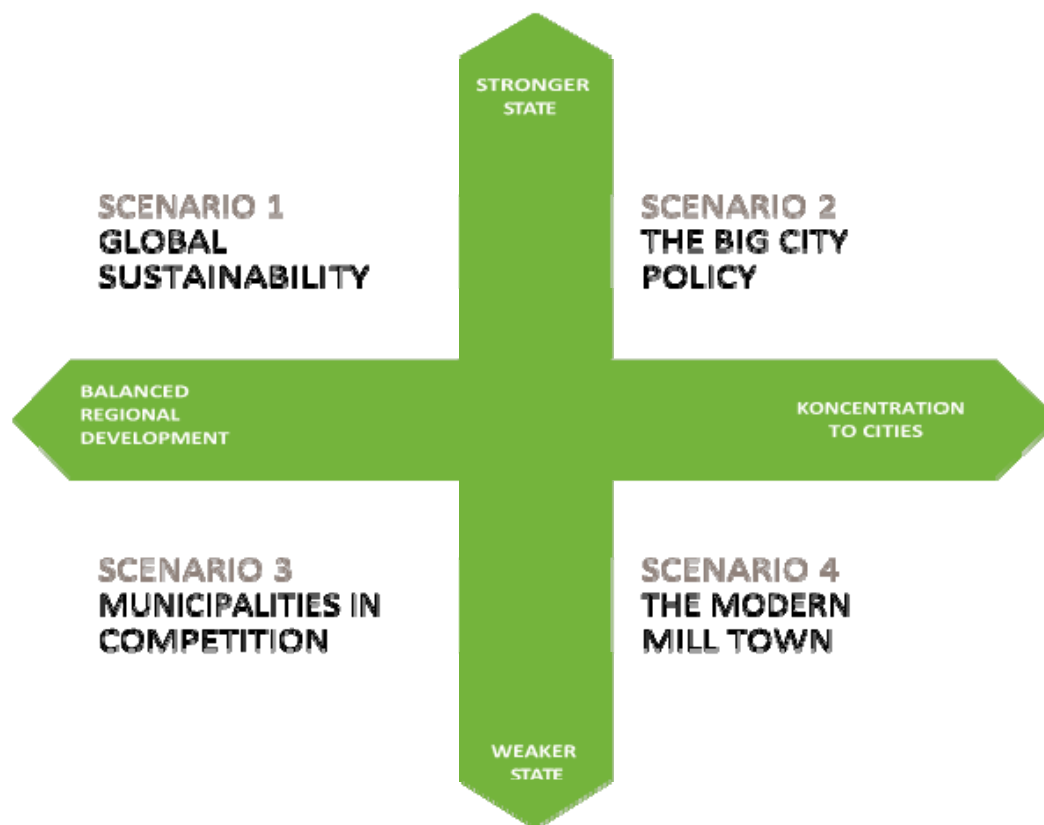 STRONGER
STATE
SCENARIO 1
GLOBAL
SUSTAINABILITY
SCENARIO 2
THE BIG CITY
POLICY
BALANCED
REGIONAL
DEVELOPMENT
KONCENTRATION
TO CITIES
SCENARIO 3
MUNICIPALITIES IN
COMPETITION
SCENARIO 4
THE MODERN
MILL TOWN
WEAKER
STATE